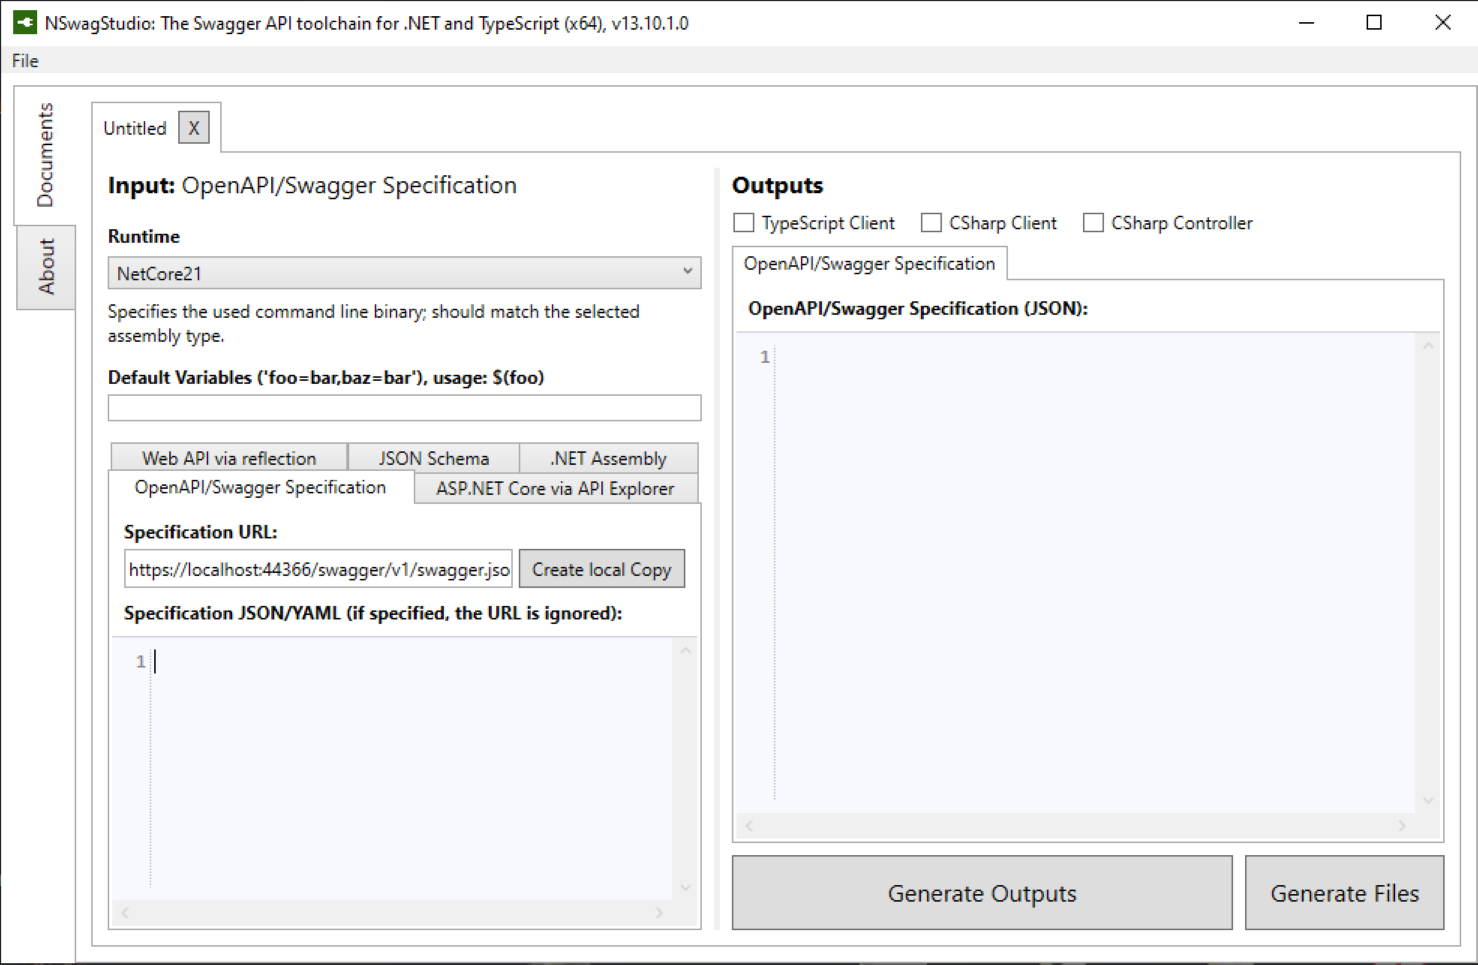 NSwagStudio: The Swagger API toolchain for .NET and TypeScript (x64), v13.10.1.0
File
Documents
About
Untitled
X
Input: OpenAPI/Swagger Specification
Runtime
NetCore21
Specifies the used command line binary; should match the selected
assembly type.
Default Variables ('foo=bar,baz=bar'), usage: $(foo)
Web API via reflection
JSON Schema
.NET Assembly
OpenAPI/Swagger Specification
ASP.NET Core via API Explorer
Specification URL:
https://localhost:44366/swagger/v1/swagger.jso
Create local Copy
Specification JSON/YAML (if specified, the URL is ignored):
1
Outputs
TypeScript Client
CSharp Client
CSharp Controller
OpenAPI/Swagger Specification
OpenAPI/Swagger Specification (JSON):
1
Generate Outputs
Generate Files